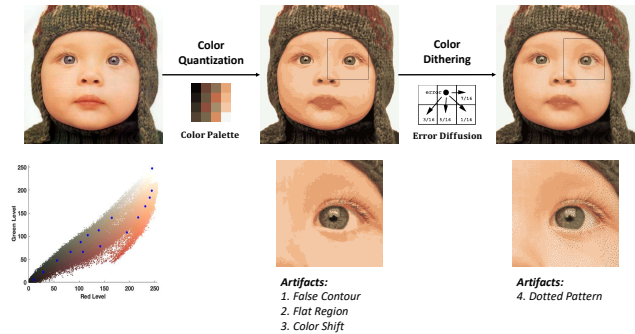 Color
Quantization
Color
Dithering
Color Palette
error
7/16
3/16 5/16 1/16
Error Diffusion
250
200
150
100
50
0
Green Level
0 50 100 150 200 250
Red Level
Artifacts:
1. False Contour
2. Flat Region
3. Color Shift
Artifacts:
4. Dotted Pattern